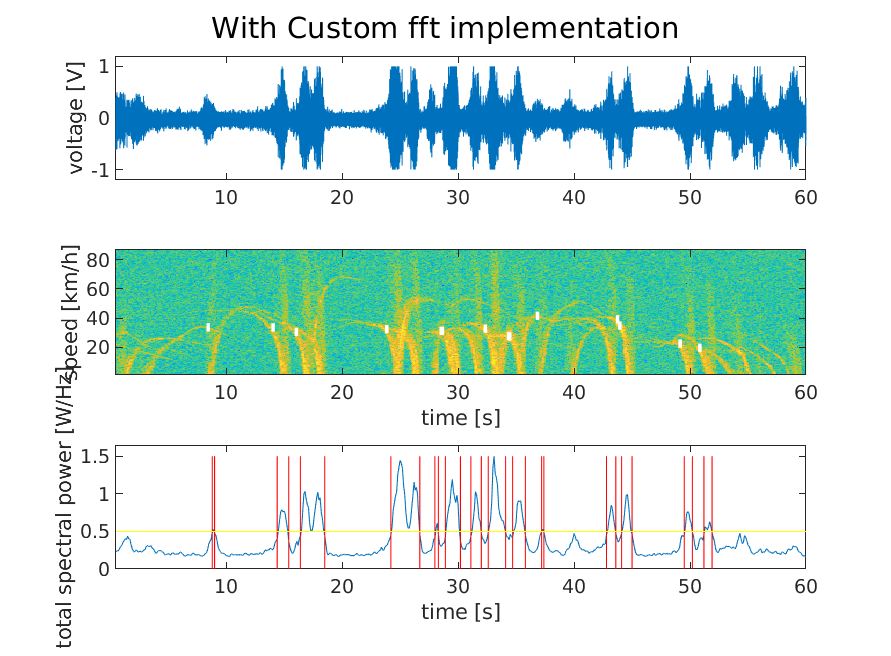 With Custom fft implementation
voltage [V]
1
0
-1
10 20 30 40 50 60
speed [km/h]
80
60
40
20
10 20 30 40 50 60
time [s]
total spectral power [W/Hz]
1.5
1
0.5
0
10 20 30 40 50 60
time [s]